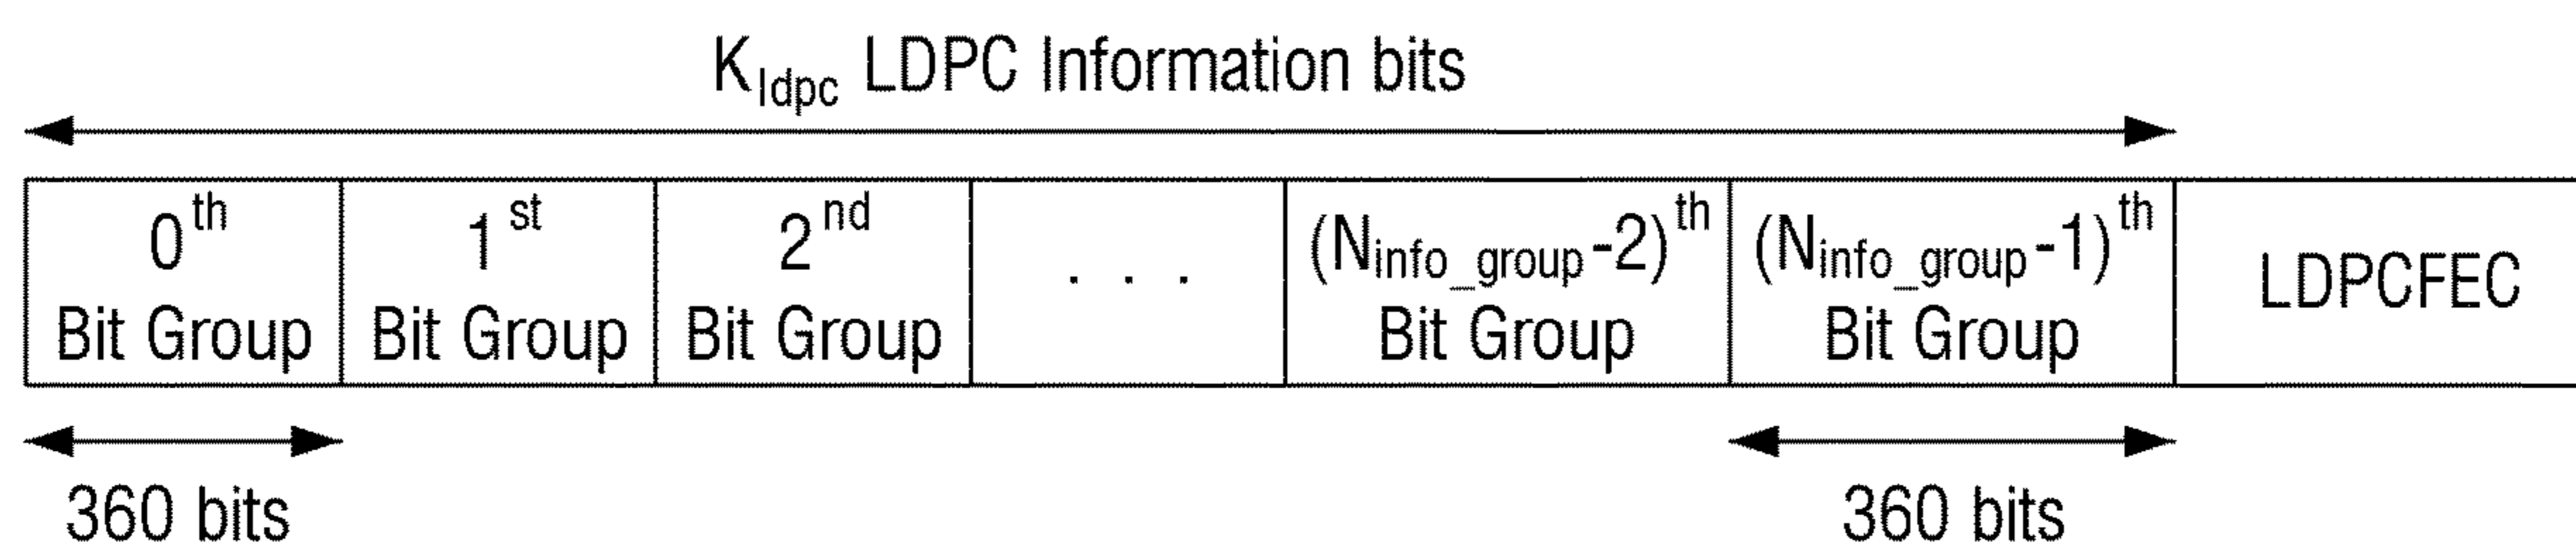 K_ldpc LDPC Information bits
0th 1st 2nd . . . (N_info_group-2)th (N_info_group-1)th LDPCFEC
Bit Group Bit Group Bit Group Bit Group Bit Group
360 bits 360 bits